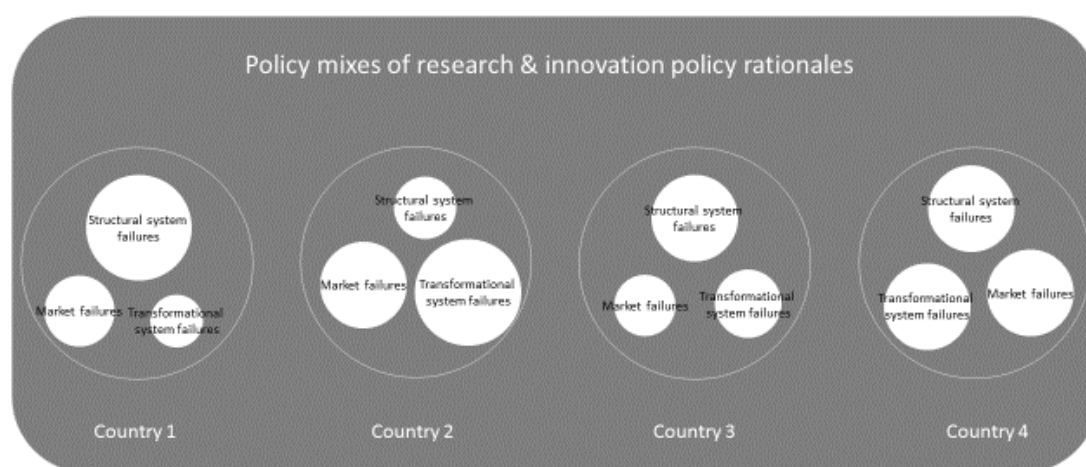 Policy mixes of research & innovation policy rationales
Structural system
failures
Market failures
Transformational
system failures
Country 1
Structural system
failures
Market failures
Transformational
system failures
Country 2
Structural system
failures
Market failures
Transformational
system failures
Country 3
Structural system
failures
Transformational
system failures
Market failures
Country 4